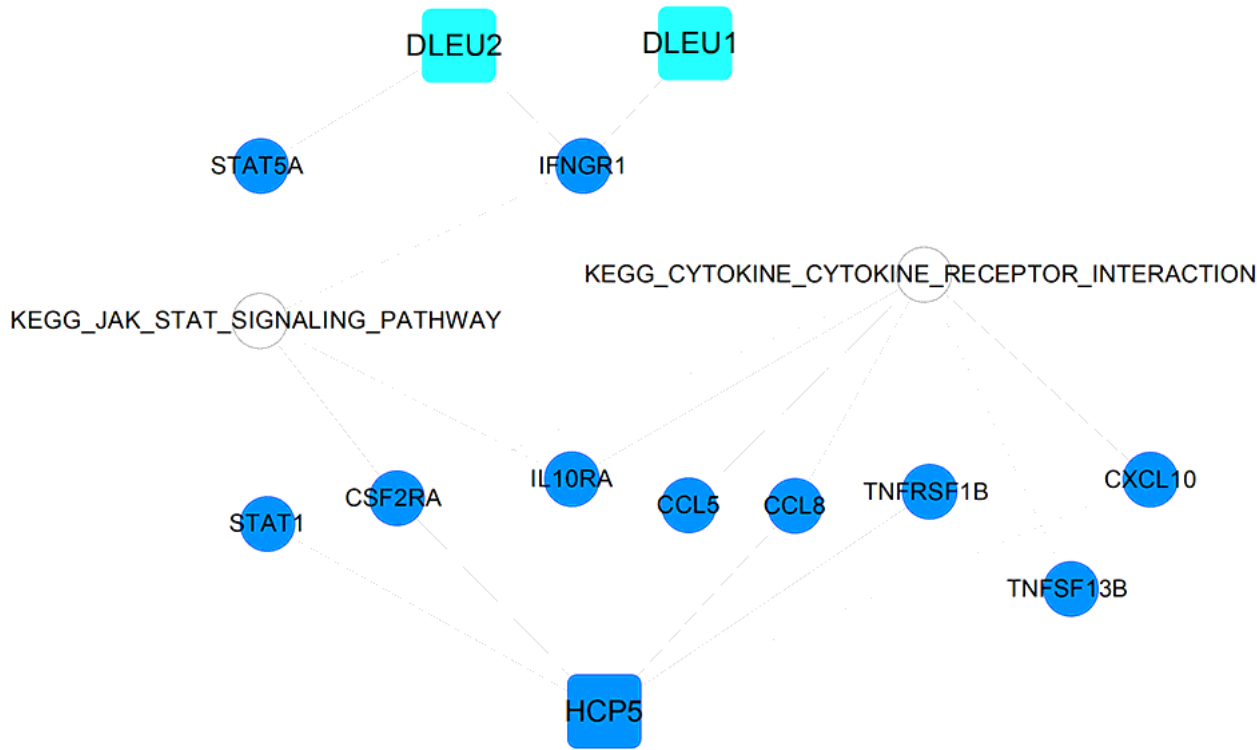 DLEU2
DLEU1
STAT5A
IFNGR1
KEGG_CYTOKINE_CYTOKINE_RECEPTOR_INTERACTION
KEGG_JAK_STAT_SIGNALING_PATHWAY
IL10RA
CXCL10
TNFRSF1B
CSF2RA
CCL5
CCL8
STAT1
TNFSF13B
HCP5